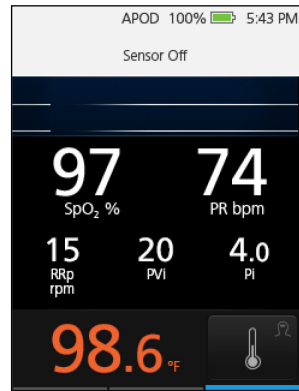 APOD 100% 5:43 PM
Sensor Off
97 74
SpO₂ % PR bpm
15 20 4.0
RRp PVi Pi
rpm
98.6 °F